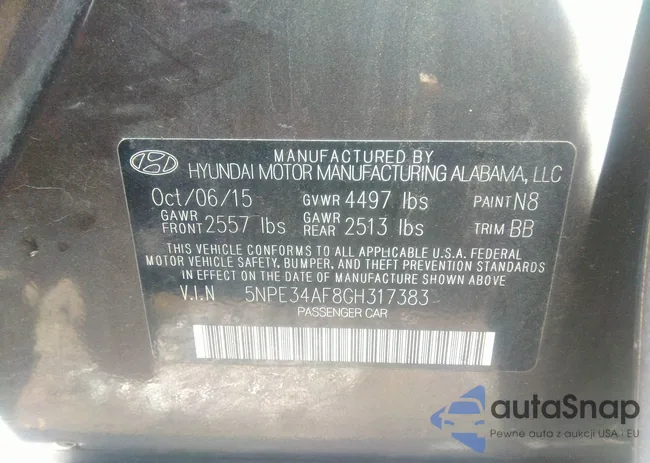 MANUFACTURED BY
HYUNDAI MOTOR MANUFACTURING ALABAMA, LLC
Oct/06/15 GVWR 4497 lbs PAINT N8
GAWR FRONT 2557 lbs GAWR REAR 2513 lbs TRIM BB
THIS VEHICLE CONFORMS TO ALL APPLICABLE U.S.A. FEDERAL
MOTOR VEHICLE SAFETY, BUMPER, AND THEFT PREVENTION STANDARDS
IN EFFECT ON THE DATE OF MANUFACTURE SHOWN ABOVE
V.I.N 5NPE34AF8GH317383
PASSENGER CAR
autaSnap
Pewne auta z aukcji USA i EU